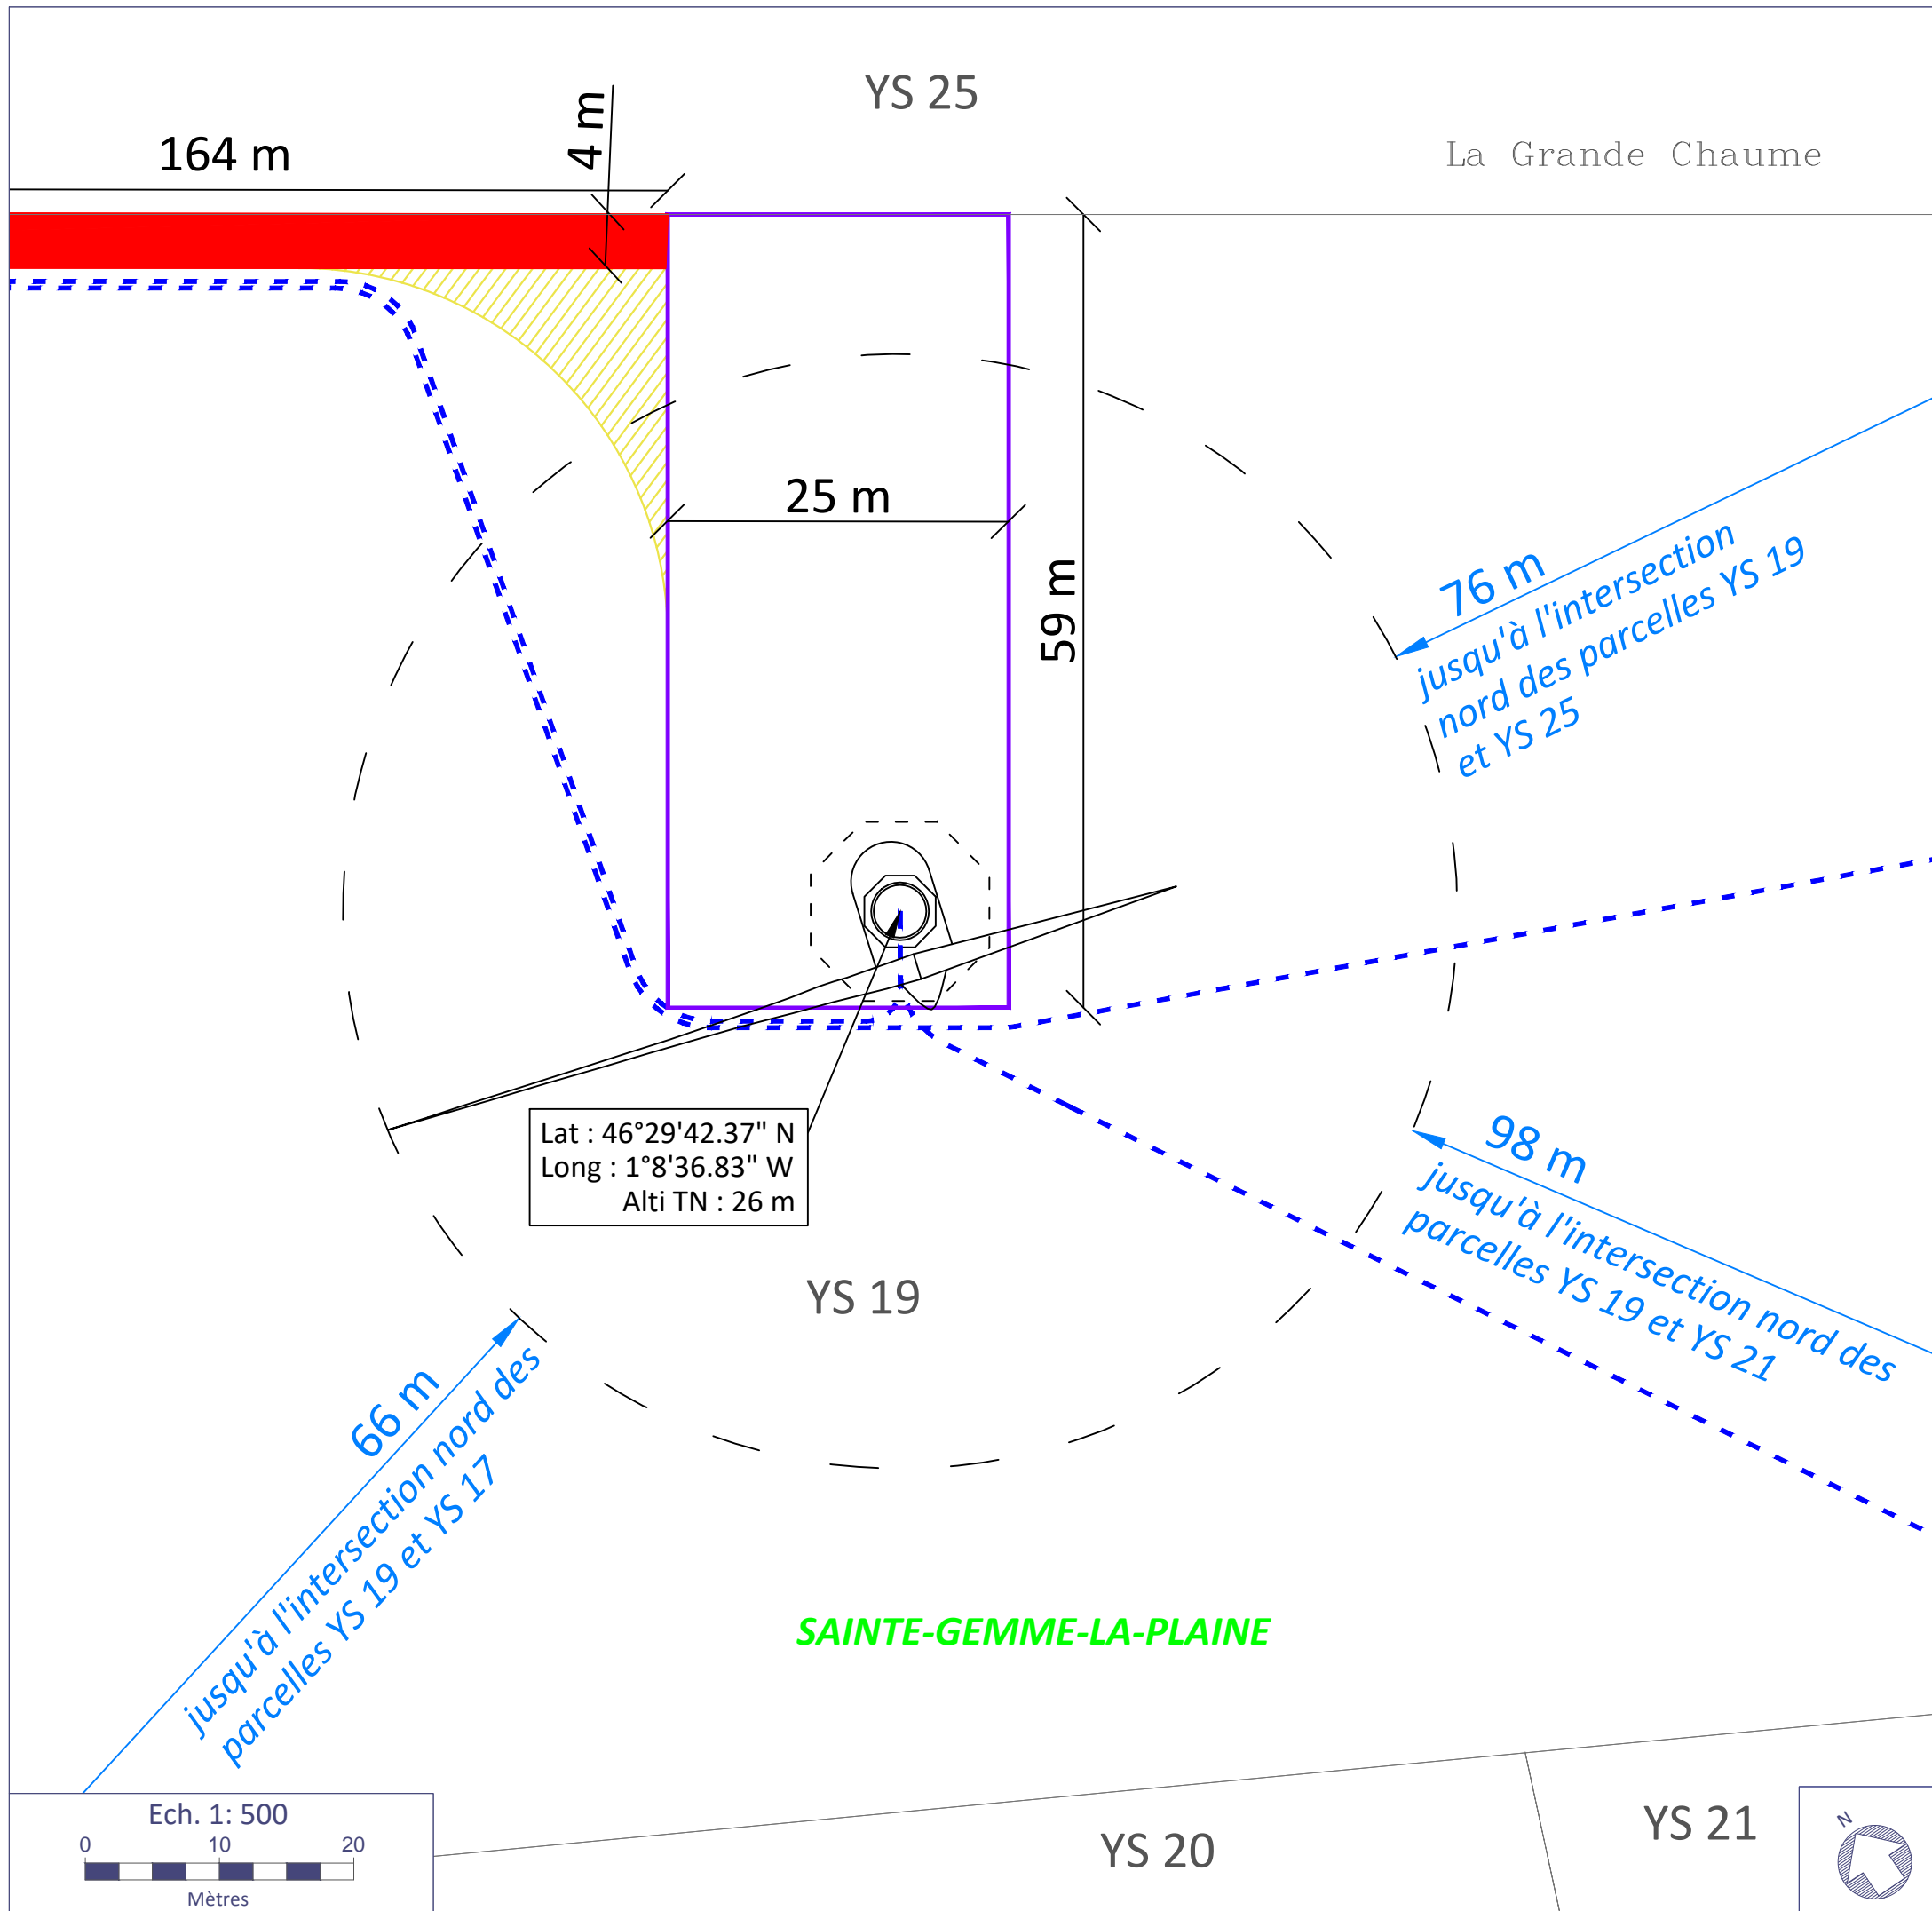 YS 25
4 m
164 m
La Grande Chaume
25 m
59 m
76 m
jusqu'à l'intersection
nord des parcelles YS 19
et YS 25
Lat : 46°29'42.37" N
Long : 1°8'36.83" W
Alti TN : 26 m
98 m
jusqu'à l'intersection nord des
parcelles YS 19 et YS 21
YS 19
66 m
jusqu'à l'intersection nord des
parcelles YS 19 et YS 17
SAINTE-GEMME-LA-PLAINE
Ech. 1: 500
0 10 20
Mètres
YS 20
YS 21
N